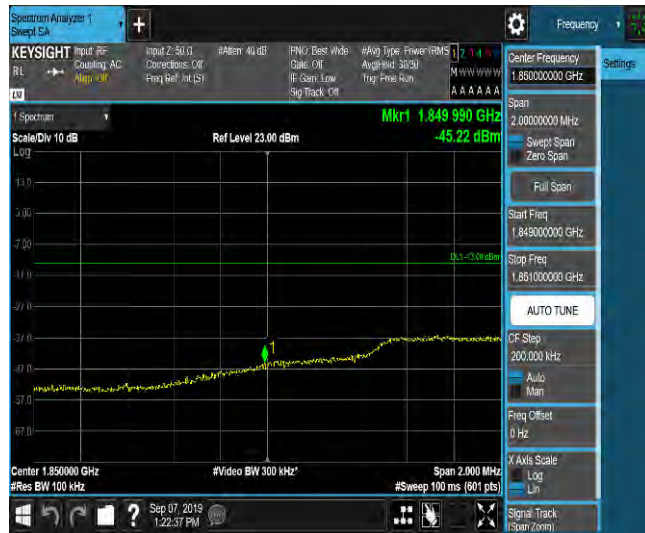 Spectrum Analyzer 1
Swept SA
+
Frequency
KEYSIGHT
RL
Input: RF
Coupling: AC
Align: Off
Input Z: 50 Ω
Corrections: Off
Freq Ref: Int (S)
#Atten: 40 dB
PNO: Best Wide
Gate: Off
IF Gain: Low
Sig Track: Off
#Avg Type: Power (RMS
Avg|Hold: 30/30
Trig: Free Run
M W W W W W
A A A A A A
1 Spectrum
Scale/Div 10 dB
Log
Ref Level 23.00 dBm
Mkr1 1.849 990 GHz
-45.22 dBm
13.0
3.00
-7.00
-17.0
-27.0
-37.0
-47.0
-57.0
-67.0
DL1 -13.00 dBm
1
Center 1.850000 GHz
#Res BW 100 kHz
#Video BW 300 kHz*
Span 2.000 MHz
#Sweep 100 ms (601 pts)
Sep 07, 2019
1:22:37 PM
?
Center Frequency
1.850000000 GHz
Settings
Span
2.00000000 MHz
Swept Span
Zero Span
Full Span
Start Freq
1.849000000 GHz
Stop Freq
1.851000000 GHz
AUTO TUNE
CF Step
200.000 kHz
Auto
Man
Freq Offset
0 Hz
X Axis Scale
Log
Lin
Signal Track
(Span Zoom)